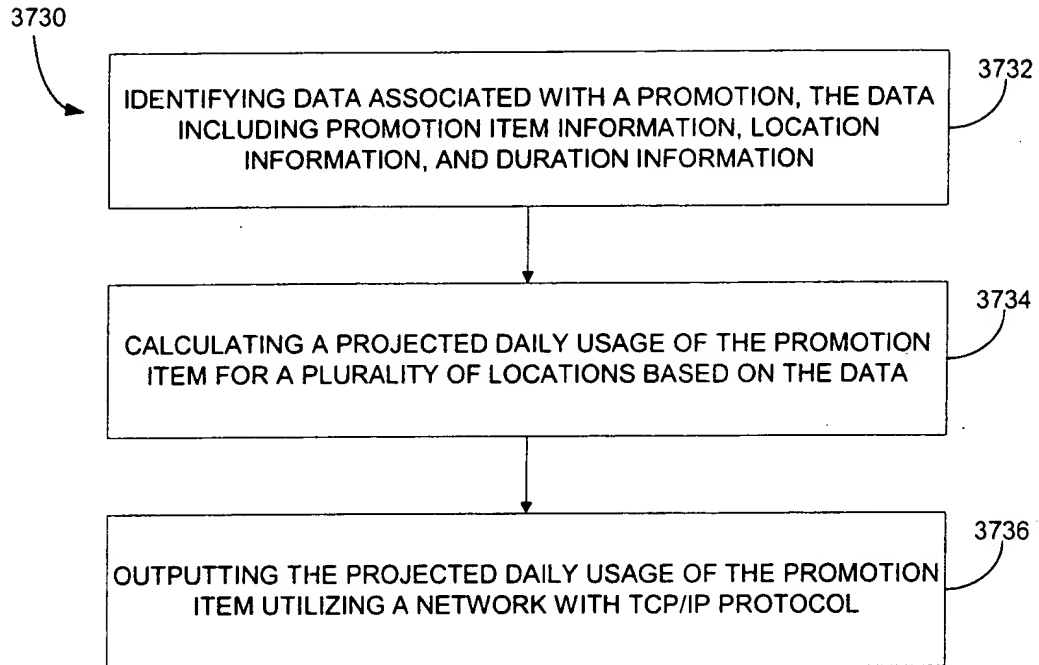 3730
IDENTIFYING DATA ASSOCIATED WITH A PROMOTION, THE DATA
INCLUDING PROMOTION ITEM INFORMATION, LOCATION
INFORMATION, AND DURATION INFORMATION
3732
CALCULATING A PROJECTED DAILY USAGE OF THE PROMOTION
ITEM FOR A PLURALITY OF LOCATIONS BASED ON THE DATA
3734
OUTPUTTING THE PROJECTED DAILY USAGE OF THE PROMOTION
ITEM UTILIZING A NETWORK WITH TCP/IP PROTOCOL
3736